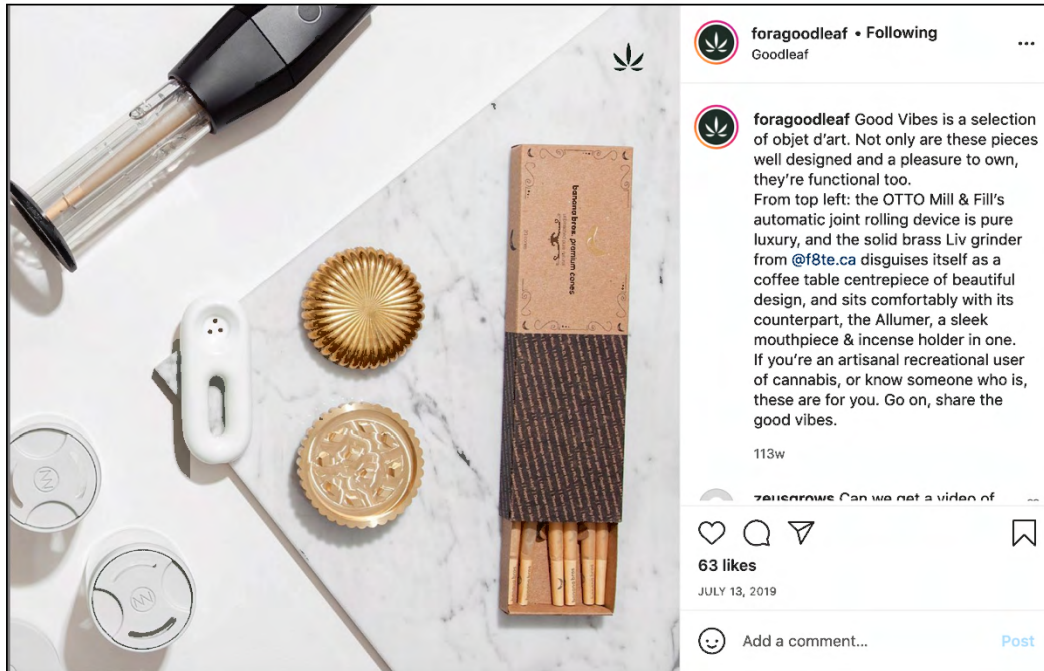 foragoodleaf • Following
Goodleaf
foragoodleaf Good Vibes is a selection
of objet d’art. Not only are these pieces
well designed and a pleasure to own,
they’re functional too.
From top left: the OTTO Mill & Fill’s
automatic joint rolling device is pure
luxury, and the solid brass Liv grinder
from @f8te.ca disguises itself as a
coffee table centrepiece of beautiful
design, and sits comfortably with its
counterpart, the Allumer, a sleek
mouthpiece & incense holder in one.
If you’re an artisanal recreational user
of cannabis, or know someone who is,
these are for you. Go on, share the
good vibes.
113w
zeusgrows Can we get a video of
63 likes
JULY 13, 2019
Add a comment...
Post
banana bros. premium cones